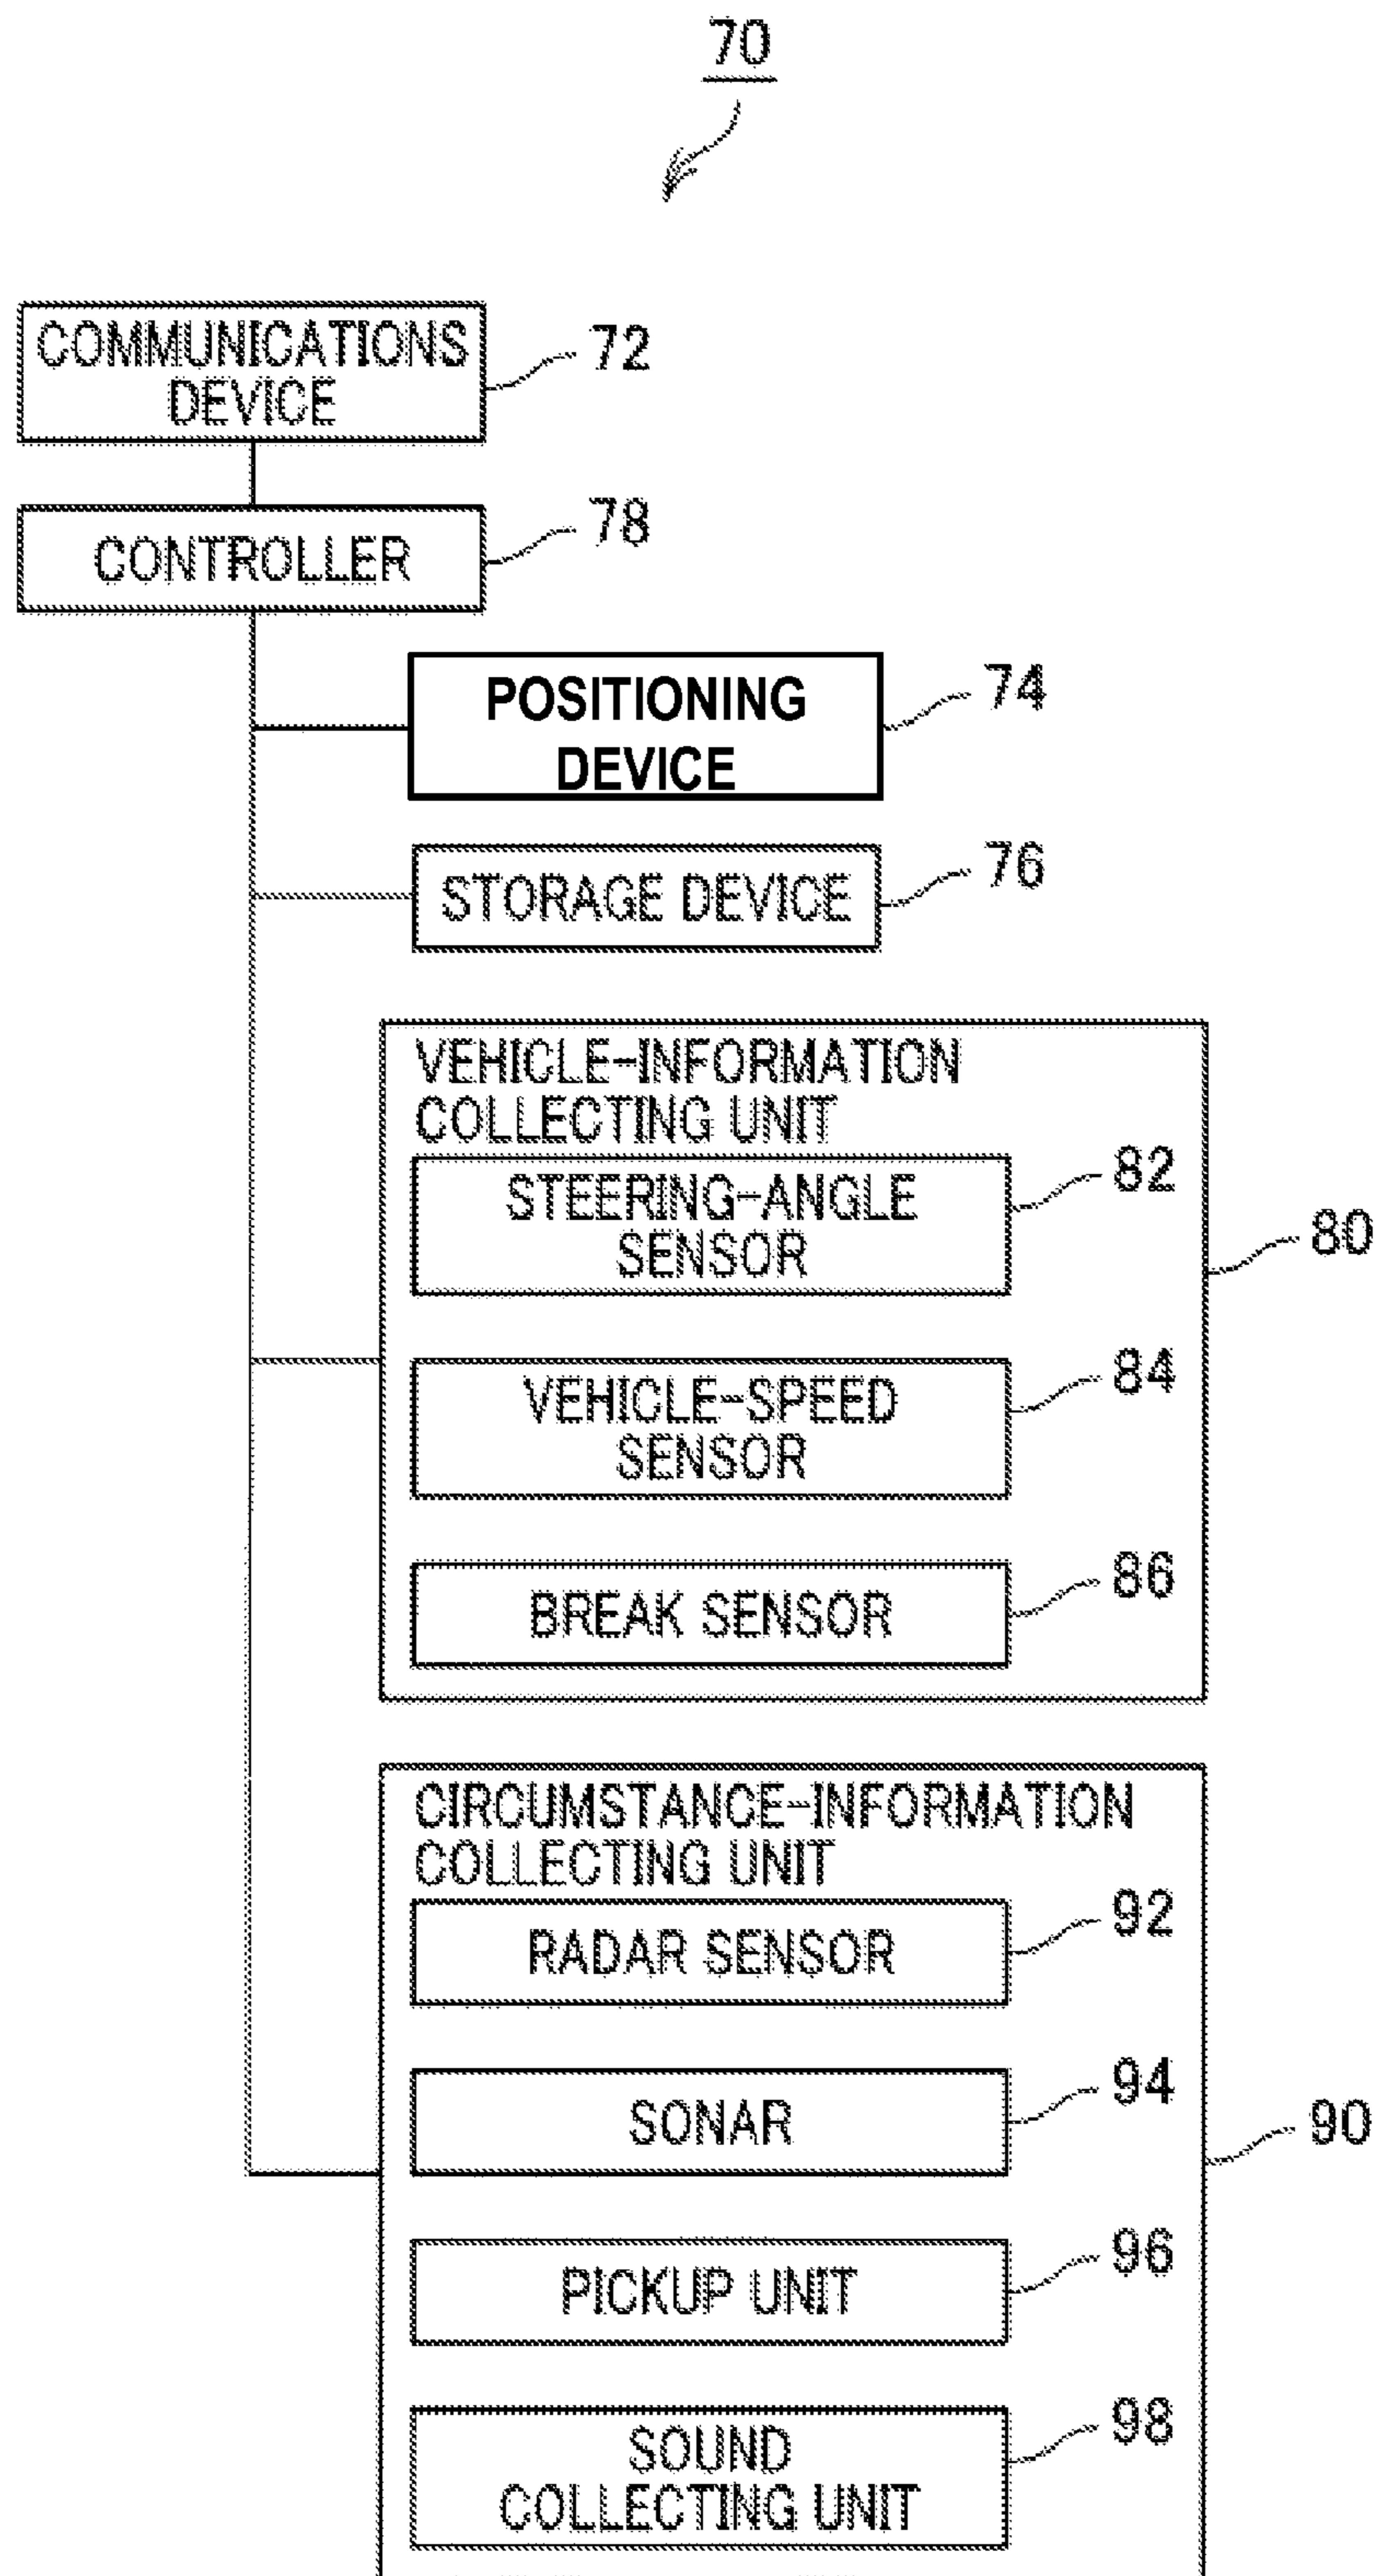 70
COMMUNICATIONS
DEVICE
72
CONTROLLER
78
POSITIONING
DEVICE
74
STORAGE DEVICE
76
VEHICLE-INFORMATION
COLLECTING UNIT
STEERING-ANGLE
SENSOR
82
80
VEHICLE-SPEED
SENSOR
84
BREAK SENSOR
86
CIRCUMSTANCE-INFORMATION
COLLECTING UNIT
RADAR SENSOR
92
SONAR
94
90
PICKUP UNIT
96
SOUND
COLLECTING UNIT
98